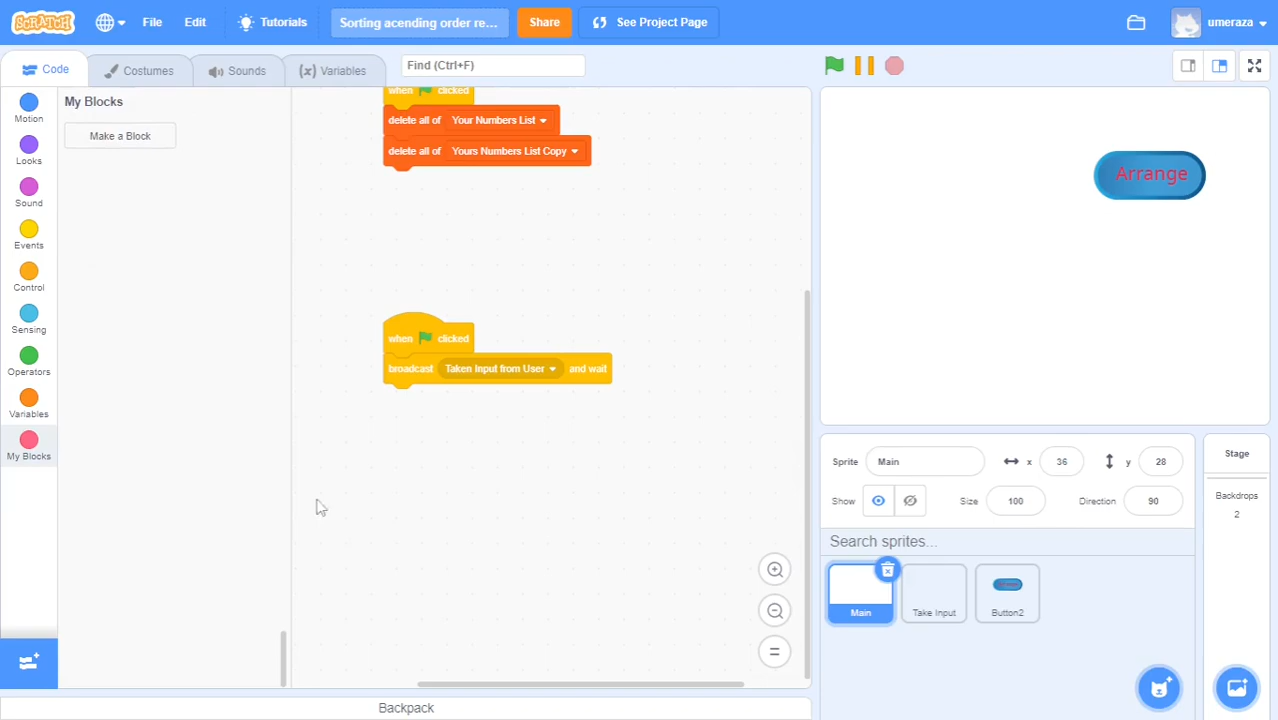 SCRATCH File Edit Tutorials Sorting acending order re... Share See Project Page umeraza
Code Costumes Sounds Variables Find (Ctrl+F)
Motion
Looks
Sound
Events
Control
Sensing
Operators
Variables
My Blocks
My Blocks
Make a Block
when clicked
delete all of Your Numbers List
delete all of Yours Numbers List Copy
when clicked
broadcast Taken Input from User and wait
Arrange
Sprite Main x 36 y 28
Show Size 100 Direction 90
Search sprites...
Main Take Input Button2
Stage
Backdrops
2
Backpack